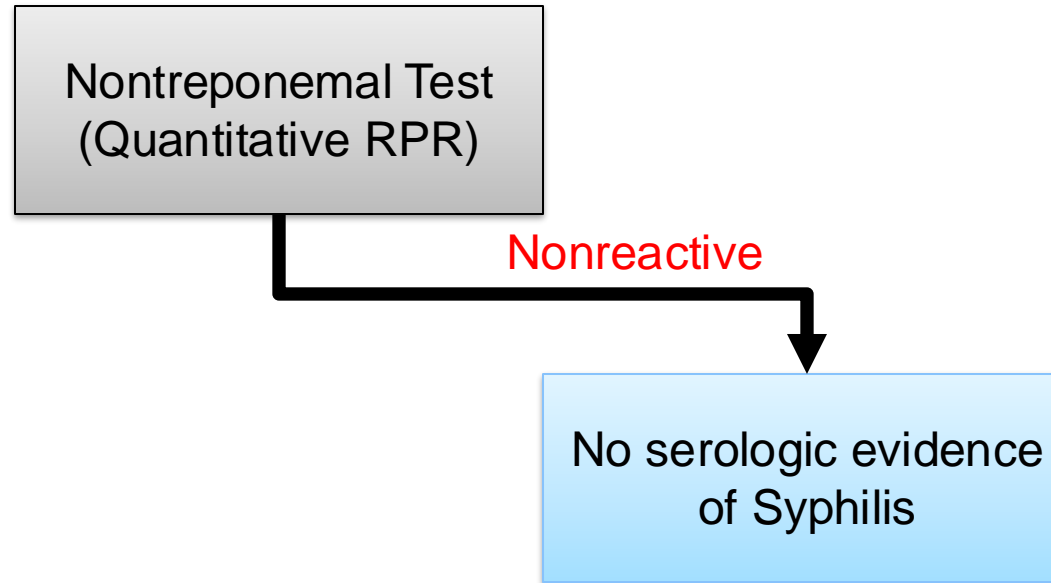 Nontreponemal Test
(Quantitative RPR)
Nonreactive
No serologic evidence
of Syphilis